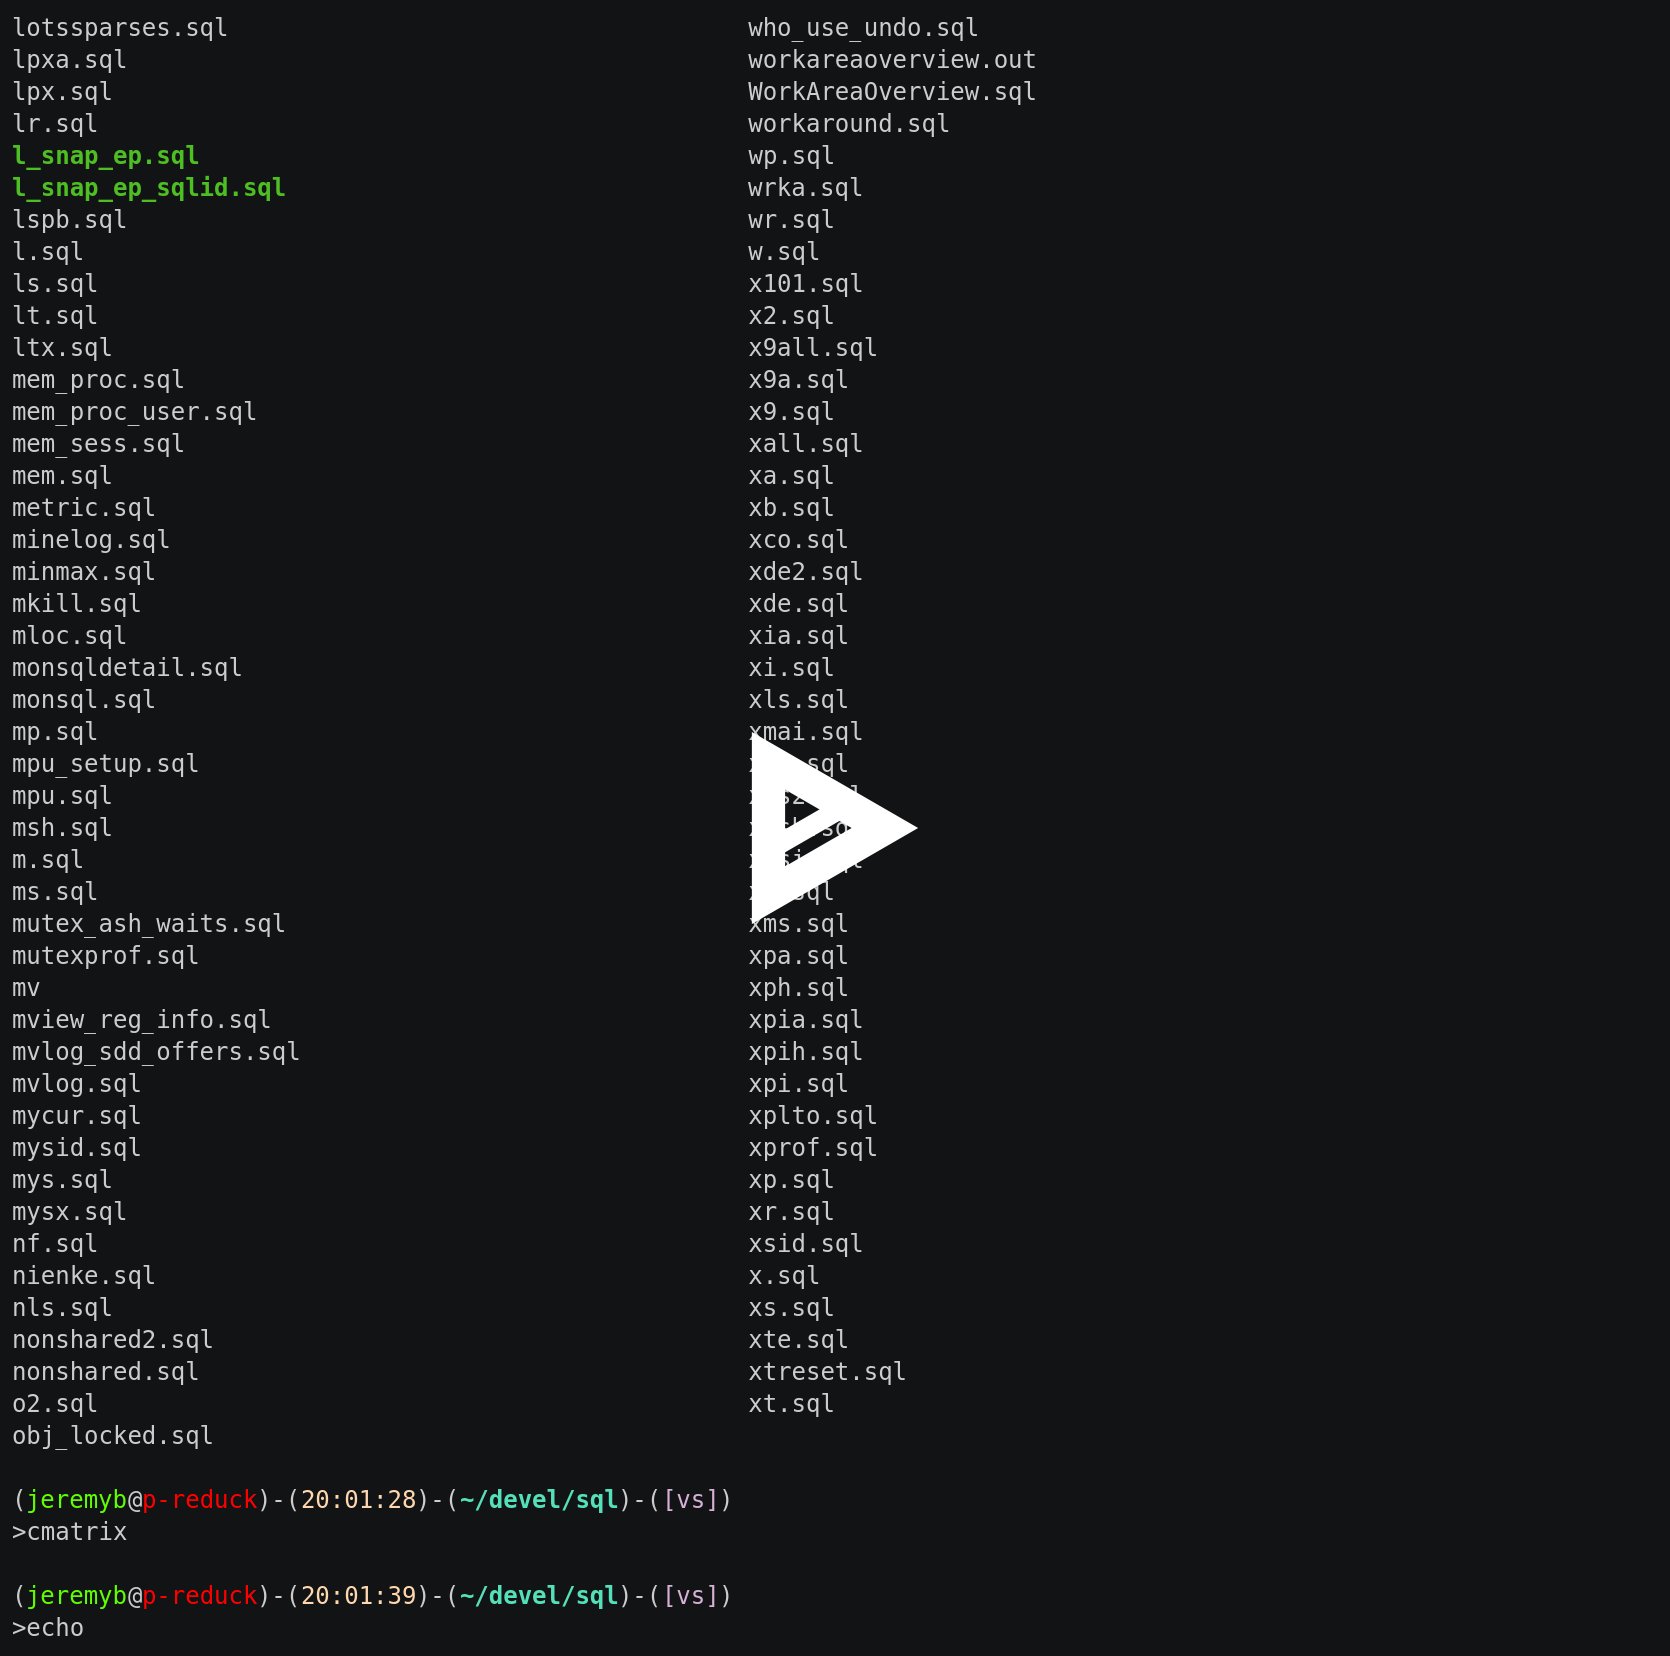 lotssparses.sql
lpxa.sql
lpx.sql
lr.sql
l_snap_ep.sql
l_snap_ep_sqlid.sql
lspb.sql
l.sql
ls.sql
lt.sql
ltx.sql
mem_proc.sql
mem_proc_user.sql
mem_sess.sql
mem.sql
metric.sql
minelog.sql
minmax.sql
mkill.sql
mloc.sql
monsqldetail.sql
monsql.sql
mp.sql
mpu_setup.sql
mpu.sql
msh.sql
m.sql
ms.sql
mutex_ash_waits.sql
mutexprof.sql
mv
mview_reg_info.sql
mvlog_sdd_offers.sql
mvlog.sql
mycur.sql
mysid.sql
mys.sql
mysx.sql
nf.sql
nienke.sql
nls.sql
nonshared2.sql
nonshared.sql
o2.sql
obj_locked.sql
who_use_undo.sql
workareaoverview.out
WorkAreaOverview.sql
workaround.sql
wp.sql
wrka.sql
wr.sql
w.sql
x101.sql
x2.sql
x9all.sql
x9a.sql
x9.sql
xall.sql
xa.sql
xb.sql
xco.sql
xde2.sql
xde.sql
xia.sql
xi.sql
xls.sql
xmai.sql
xms.sql
xpa.sql
xph.sql
xpia.sql
xpih.sql
xpi.sql
xplto.sql
xprof.sql
xp.sql
xr.sql
xsid.sql
x.sql
xs.sql
xte.sql
xtreset.sql
xt.sql
(jeremyb@p-reduck)-(20:01:28)-(~/devel/sql)-([vs])
>cmatrix
(jeremyb@p-reduck)-(20:01:39)-(~/devel/sql)-([vs])
>echo